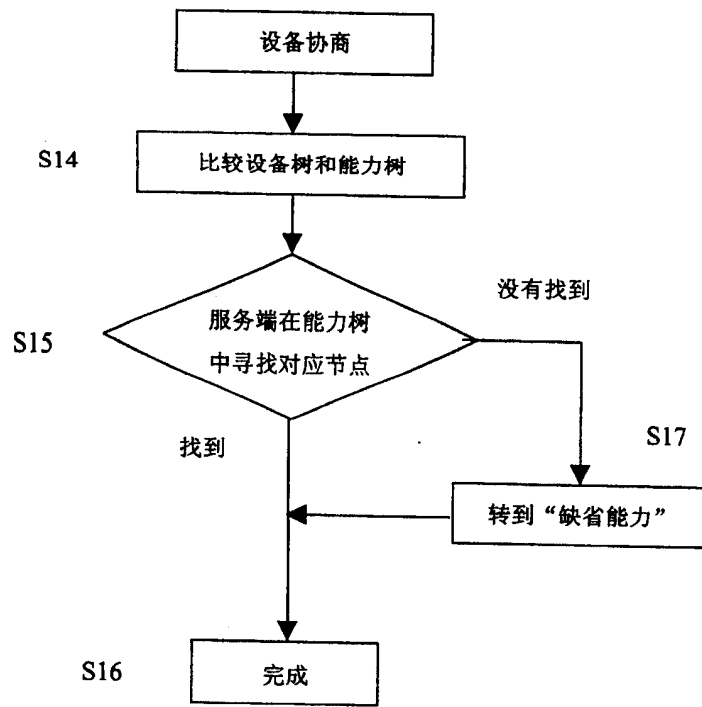 设备协商
S14
比较设备树和能力树
没有找到
S15
服务端在能力树
中寻找对应节点
找到
S17
转到“缺省能力”
S16
完成